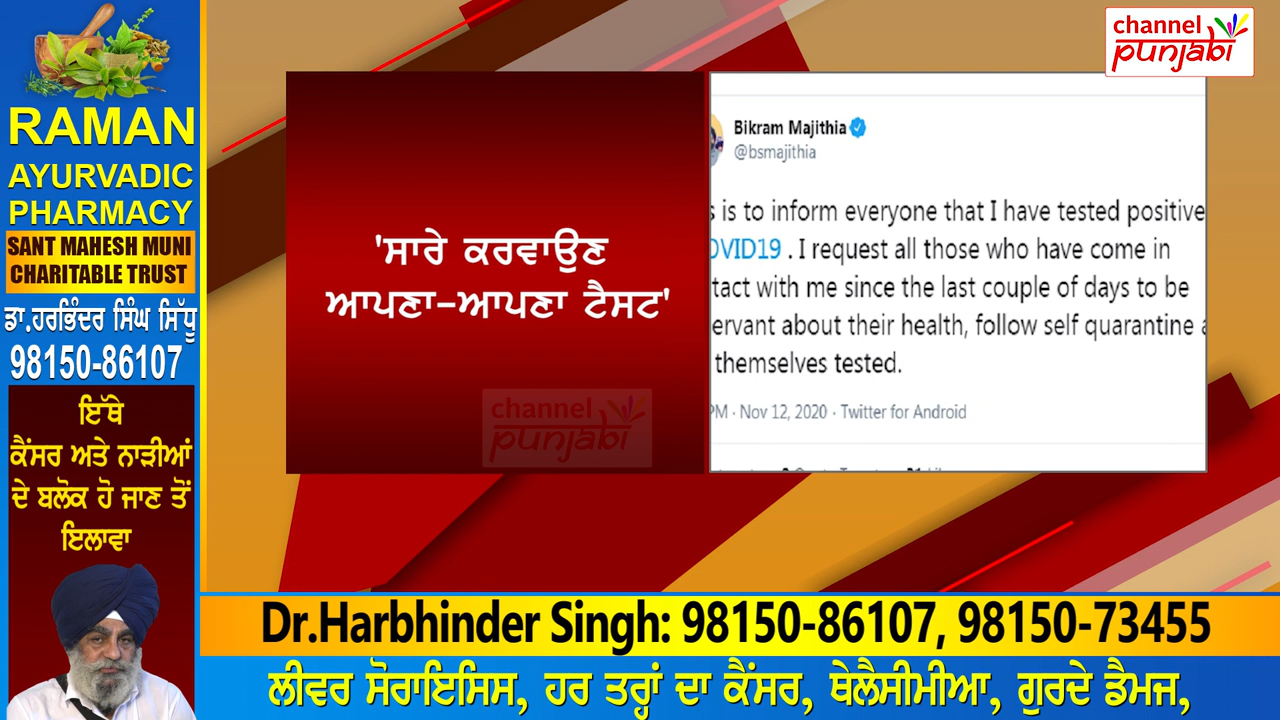 RAMAN
AYURVADIC
PHARMACY
SANT MAHESH MUNI
CHARITABLE TRUST
ਡਾ.ਹਰਭਿੰਦਰ ਸਿੰਘ ਸਿੱਧੂ
98150-86107
ਇੱਥੇ
ਕੈਂਸਰ ਅਤੇ ਨਾੜੀਆਂ
ਦੇ ਬਲੋਕ ਹੋ ਜਾਣ ਤੋਂ
ਇਲਾਵਾ
channel
punjabi
'ਸਾਰੇ ਕਰਵਾਉਣ
ਆਪਣਾ-ਆਪਣਾ ਟੈਸਟ'
channel
punjabi
Bikram Majithia
@bsmajithia
s is to inform everyone that I have tested positive
OVID19 . I request all those who have come in
tact with me since the last couple of days to be
ervant about their health, follow self quarantine a
themselves tested.
PM · Nov 12, 2020 · Twitter for Android
Dr.Harbhinder Singh: 98150-86107, 98150-73455
ਲੀਵਰ ਸੋਰਾਇਸਿਸ, ਹਰ ਤਰ੍ਹਾਂ ਦਾ ਕੈਂਸਰ, ਥੇਲੈਸੀਮੀਆ, ਗੁਰਦੇ ਡੈਮਜ,